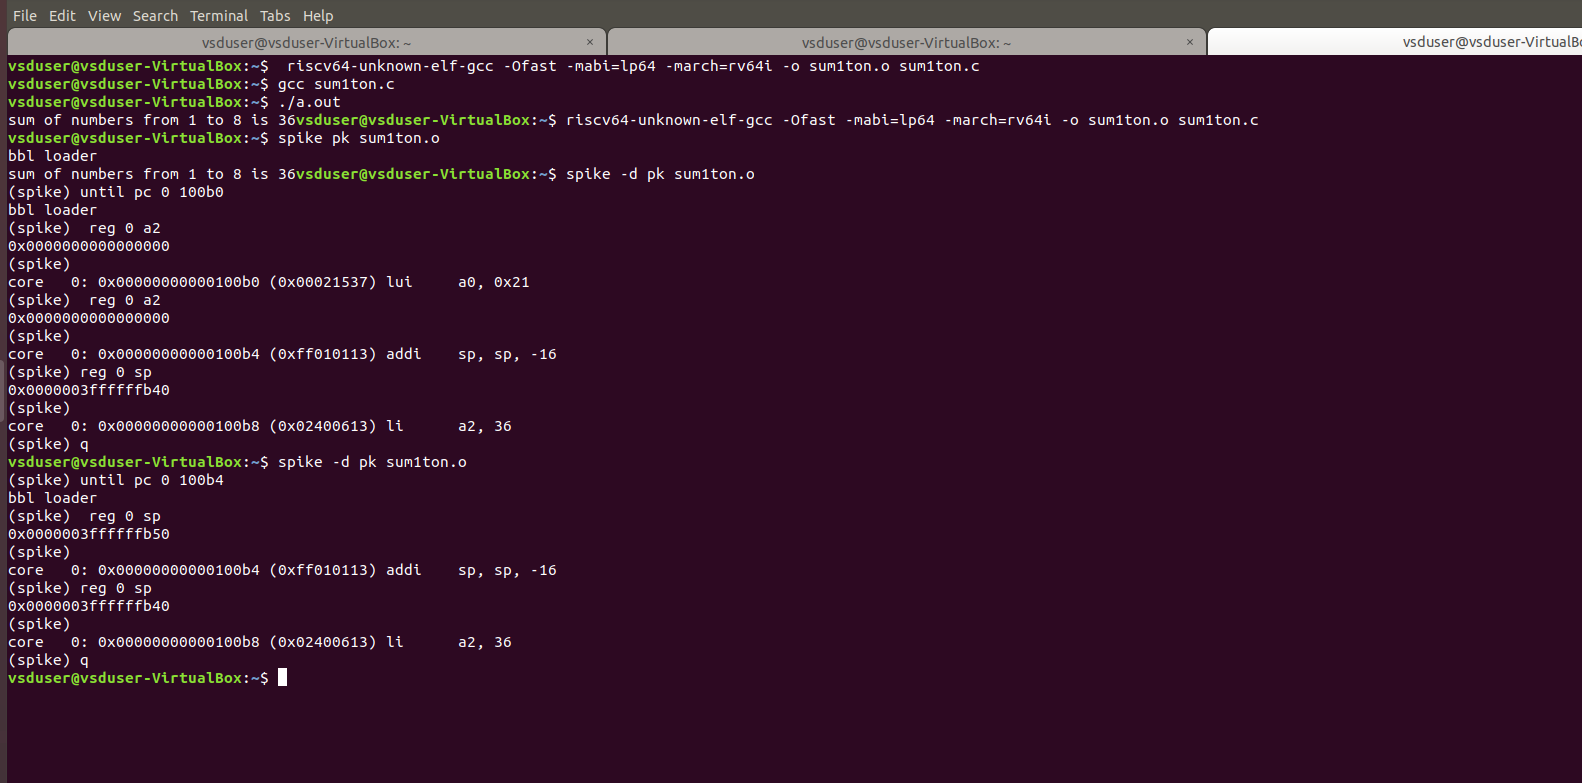 File Edit View Search Terminal Tabs Help
vsduser@vsduser-VirtualBox: ~ × vsduser@vsduser-VirtualBox: ~ ×
vsduser@vsduser-VirtualBox:~$  riscv64-unknown-elf-gcc -Ofast -mabi=lp64 -march=rv64i -o sum1ton.o sum1ton.c
vsduser@vsduser-VirtualBox:~$ gcc sum1ton.c
vsduser@vsduser-VirtualBox:~$ ./a.out
sum of numbers from 1 to 8 is 36vsduser@vsduser-VirtualBox:~$ riscv64-unknown-elf-gcc -Ofast -mabi=lp64 -march=rv64i -o sum1ton.o sum1ton.c
vsduser@vsduser-VirtualBox:~$ spike pk sum1ton.o
bbl loader
sum of numbers from 1 to 8 is 36vsduser@vsduser-VirtualBox:~$ spike -d pk sum1ton.o
(spike) until pc 0 100b0
bbl loader
(spike)  reg 0 a2
0x0000000000000000
(spike)
core   0: 0x00000000000100b0 (0x00021537) lui     a0, 0x21
(spike)  reg 0 a2
0x0000000000000000
(spike)
core   0: 0x00000000000100b4 (0xff010113) addi    sp, sp, -16
(spike) reg 0 sp
0x0000003ffffffb40
(spike)
core   0: 0x00000000000100b8 (0x02400613) li      a2, 36
(spike) q
vsduser@vsduser-VirtualBox:~$ spike -d pk sum1ton.o
(spike) until pc 0 100b4
bbl loader
(spike)  reg 0 sp
0x0000003ffffffb50
(spike)
core   0: 0x00000000000100b4 (0xff010113) addi    sp, sp, -16
(spike) reg 0 sp
0x0000003ffffffb40
(spike)
core   0: 0x00000000000100b8 (0x02400613) li      a2, 36
(spike) q
vsduser@vsduser-VirtualBox:~$